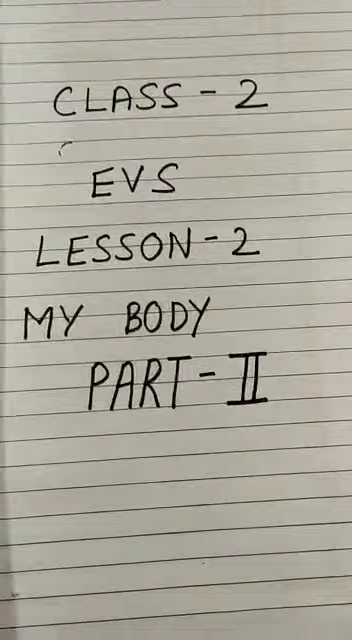 CLASS - 2
EVS
LESSON - 2
MY BODY
PART - II